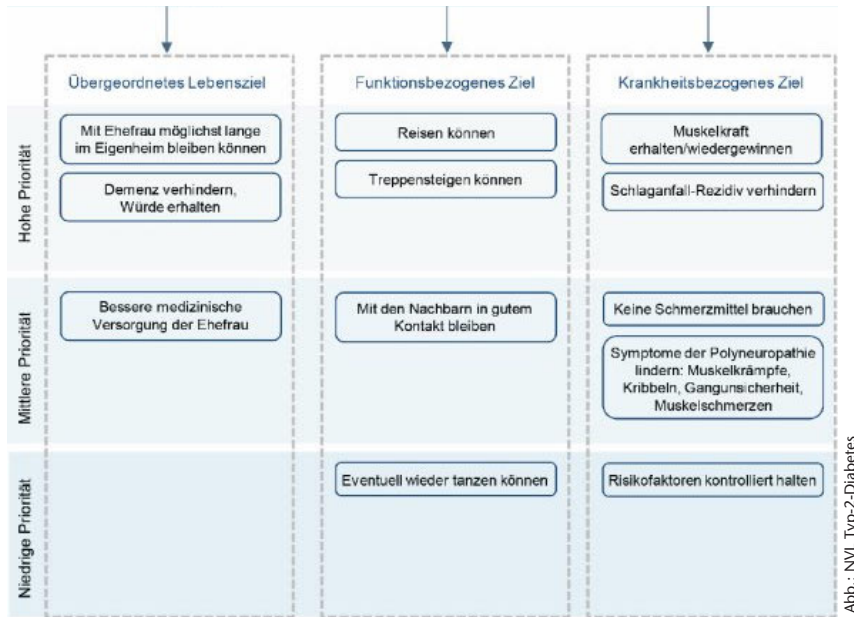 Übergeordnetes Lebensziel
Funktionsbezogenes Ziel
Krankheitsbezogenes Ziel
Hohe Priorität
Mit Ehefrau möglichst lange
im Eigenheim bleiben können
Demenz verhindern,
Würde erhalten
Reisen können
Treppensteigen können
Muskelkraft
erhalten/wiedergewinnen
Schlaganfall-Rezidiv verhindern
Mittlere Priorität
Bessere medizinische
Versorgung der Ehefrau
Mit den Nachbarn in gutem
Kontakt bleiben
Keine Schmerzmittel brauchen
Symptome der Polyneuropathie
lindern: Muskelkrämpfe,
Kribbeln, Gangunsicherheit,
Muskelschmerzen
Niedrige Priorität
Eventuell wieder tanzen können
Risikofaktoren kontrolliert halten
Abb.: NVL Typ-2-Diabetes